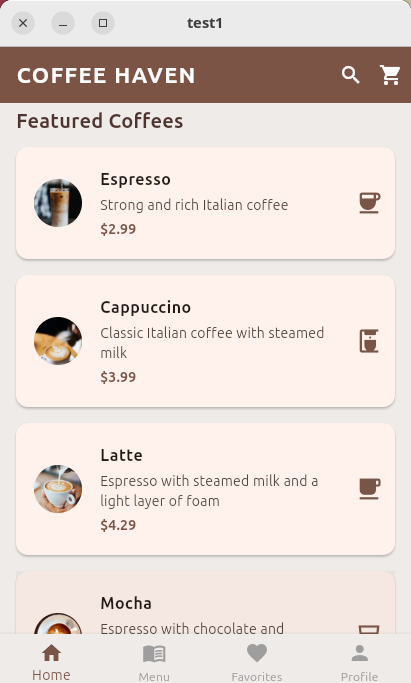 test1
COFFEE HAVEN
Featured Coffees
Espresso
Strong and rich Italian coffee
$2.99
Cappuccino
Classic Italian coffee with steamed
milk
$3.99
Latte
Espresso with steamed milk and a
light layer of foam
$4.29
Mocha
Espresso with chocolate and
Home
Menu
Favorites
Profile